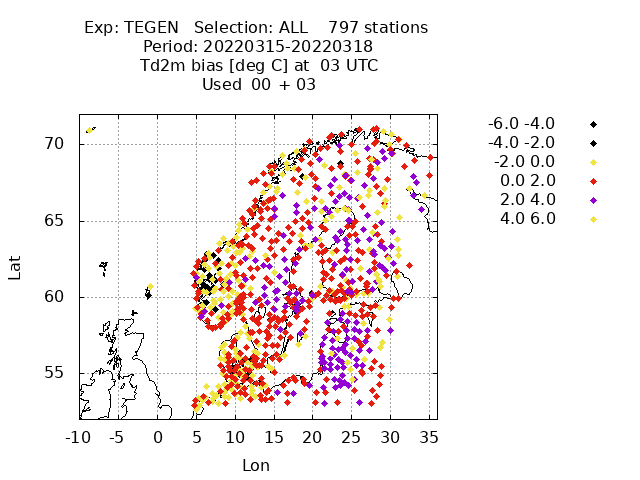 Exp: TEGEN Selection: ALL 797 stations
Period: 20220315-20220318
Td2m bias [deg C] at 03 UTC
Used 00 + 03
-6.0 -4.0
-4.0 -2.0
-2.0 0.0
0.0 2.0
2.0 4.0
4.0 6.0
70
65
60
55
Lat
-10 -5 0 5 10 15 20 25 30 35
Lon